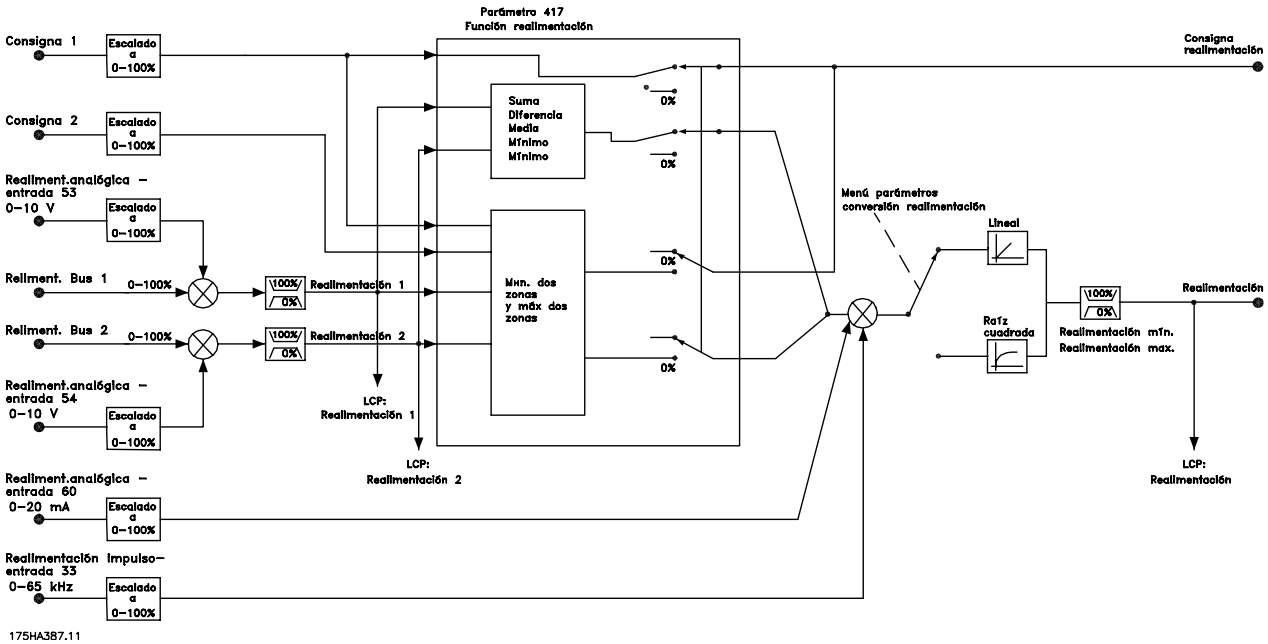 Parámetro 417
Función realimentación
Consigna 1
Escalado
a
0-100%
Consigna
realimentación
0%
Suma
Diferencia
Media
Mínimo
Mínimo
0%
Consigna 2
Escalado
a
0-100%
Realiment.analógica -
entrada 53
0-10 V
Escalado
a
0-100%
Menú parámetros
conversión realimentación
Lineal
0%
Reliment. Bus 1
0-100%
\100%/
/0%\
Realimentación 1
Mнn. dos
zonas
y máx dos
zonas
Realimentación
\100%/
/0%\
Realimentación mín.
Realimentación max.
Raíz
cuadrada
Reliment. Bus 2
0-100%
\100%/
/0%\
Realimentación 2
0%
Realiment.analógica -
entrada 54
0-10 V
Escalado
a
0-100%
LCP:
Realimentación 1
LCP:
Realimentación 2
LCP:
Realimentación
Realiment.analógica -
entrada 60
0-20 mA
Escalado
a
0-100%
Realimentación impulso-
entrada 33
0-65 kHz
Escalado
a
0-100%
175HA387.11